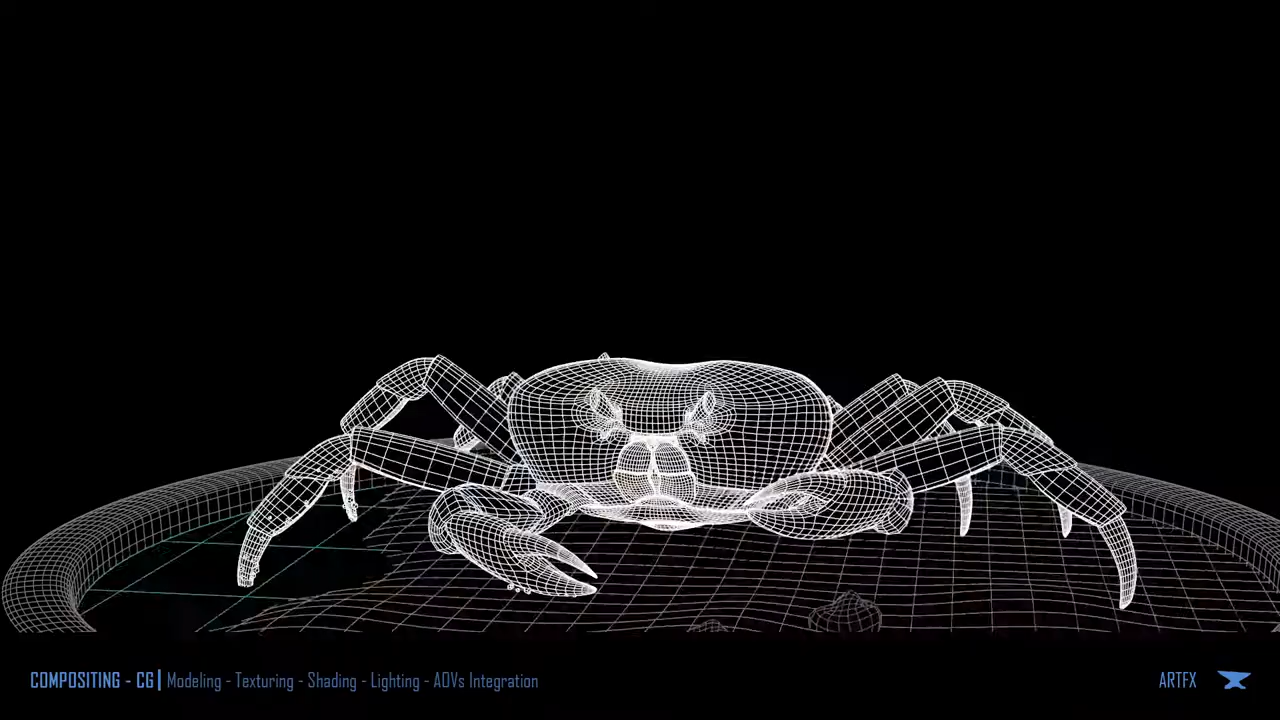 COMPOSITING - CG | Modeling - Texturing - Shading - Lighting - AOVs Integration
ARTFX